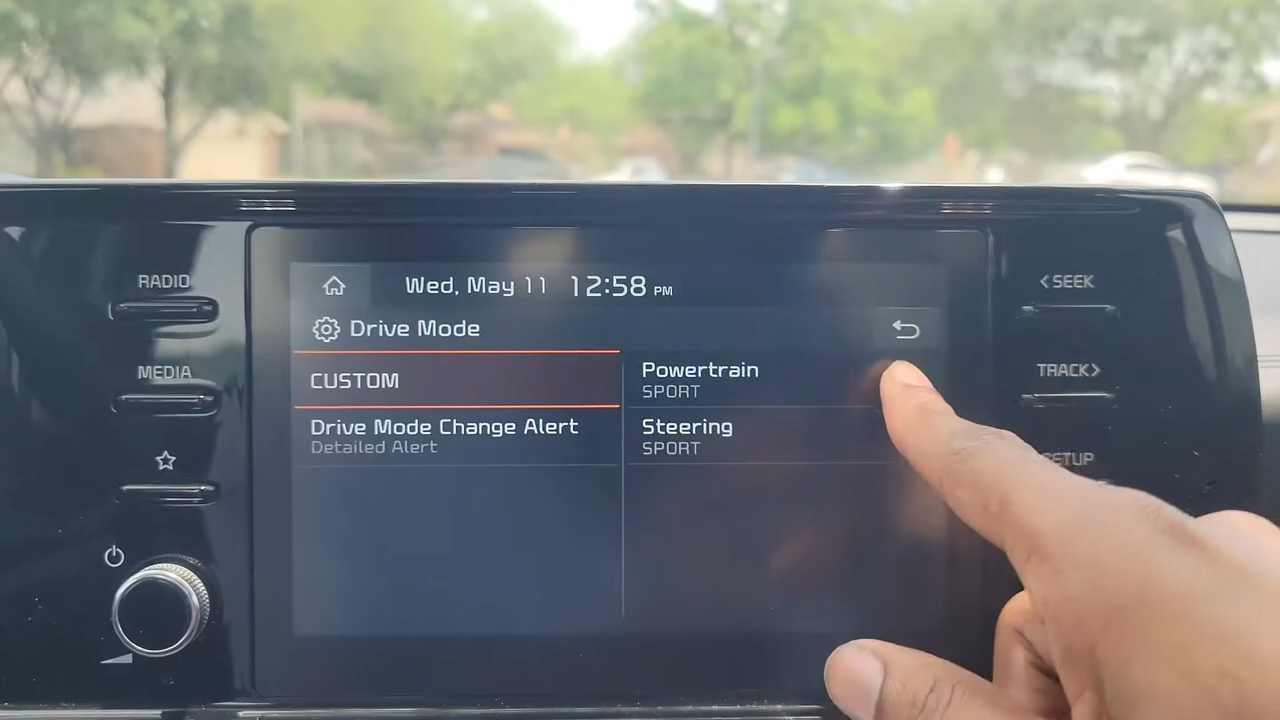 RADIO
MEDIA
Wed, May 11 12:58 PM
Drive Mode
CUSTOM
Drive Mode Change Alert
Detailed Alert
Powertrain
SPORT
Steering
SPORT
<SEEK
TRACK>
SETUP